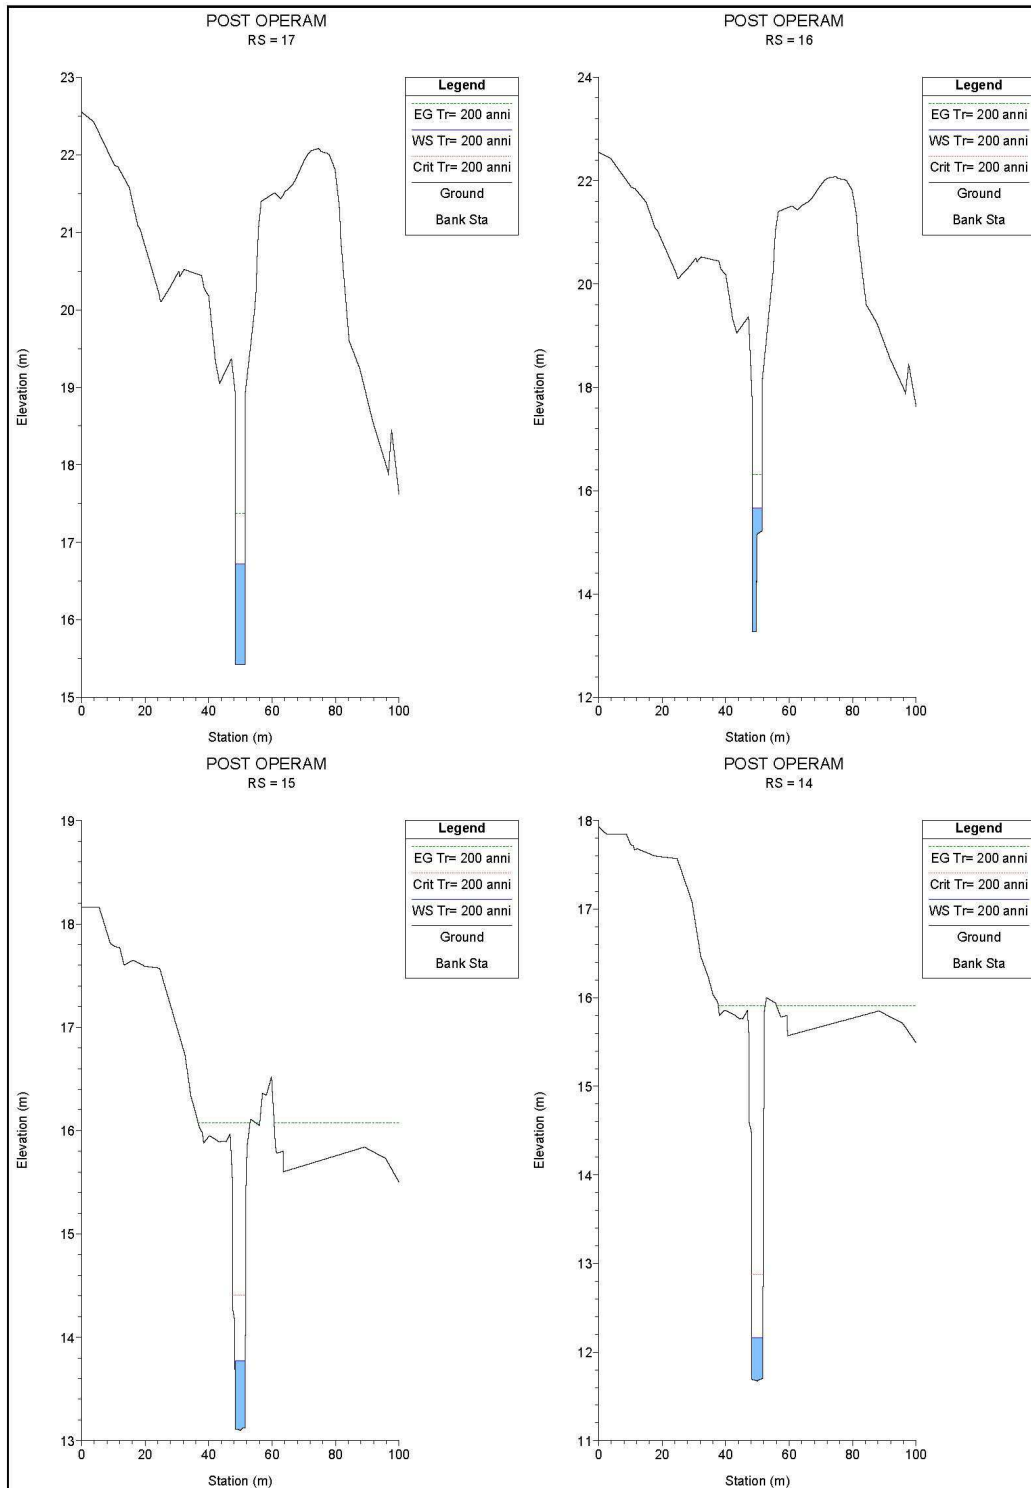 POST OPERAM
RS = 17
Legend
EG Tr= 200 anni
WS Tr= 200 anni
Crit Tr= 200 anni
Ground
Bank Sta
23
22
21
20
19
18
17
16
15
Elevation (m)
0 20 40 60 80 100
Station (m)
POST OPERAM
RS = 16
Legend
EG Tr= 200 anni
WS Tr= 200 anni
Crit Tr= 200 anni
Ground
Bank Sta
24
22
20
18
16
14
12
Elevation (m)
0 20 40 60 80 100
Station (m)
POST OPERAM
RS = 15
Legend
EG Tr= 200 anni
Crit Tr= 200 anni
WS Tr= 200 anni
Ground
Bank Sta
19
18
17
16
15
14
13
Elevation (m)
0 20 40 60 80 100
Station (m)
POST OPERAM
RS = 14
Legend
EG Tr= 200 anni
Crit Tr= 200 anni
WS Tr= 200 anni
Ground
Bank Sta
18
17
16
15
14
13
12
11
Elevation (m)
0 20 40 60 80 100
Station (m)